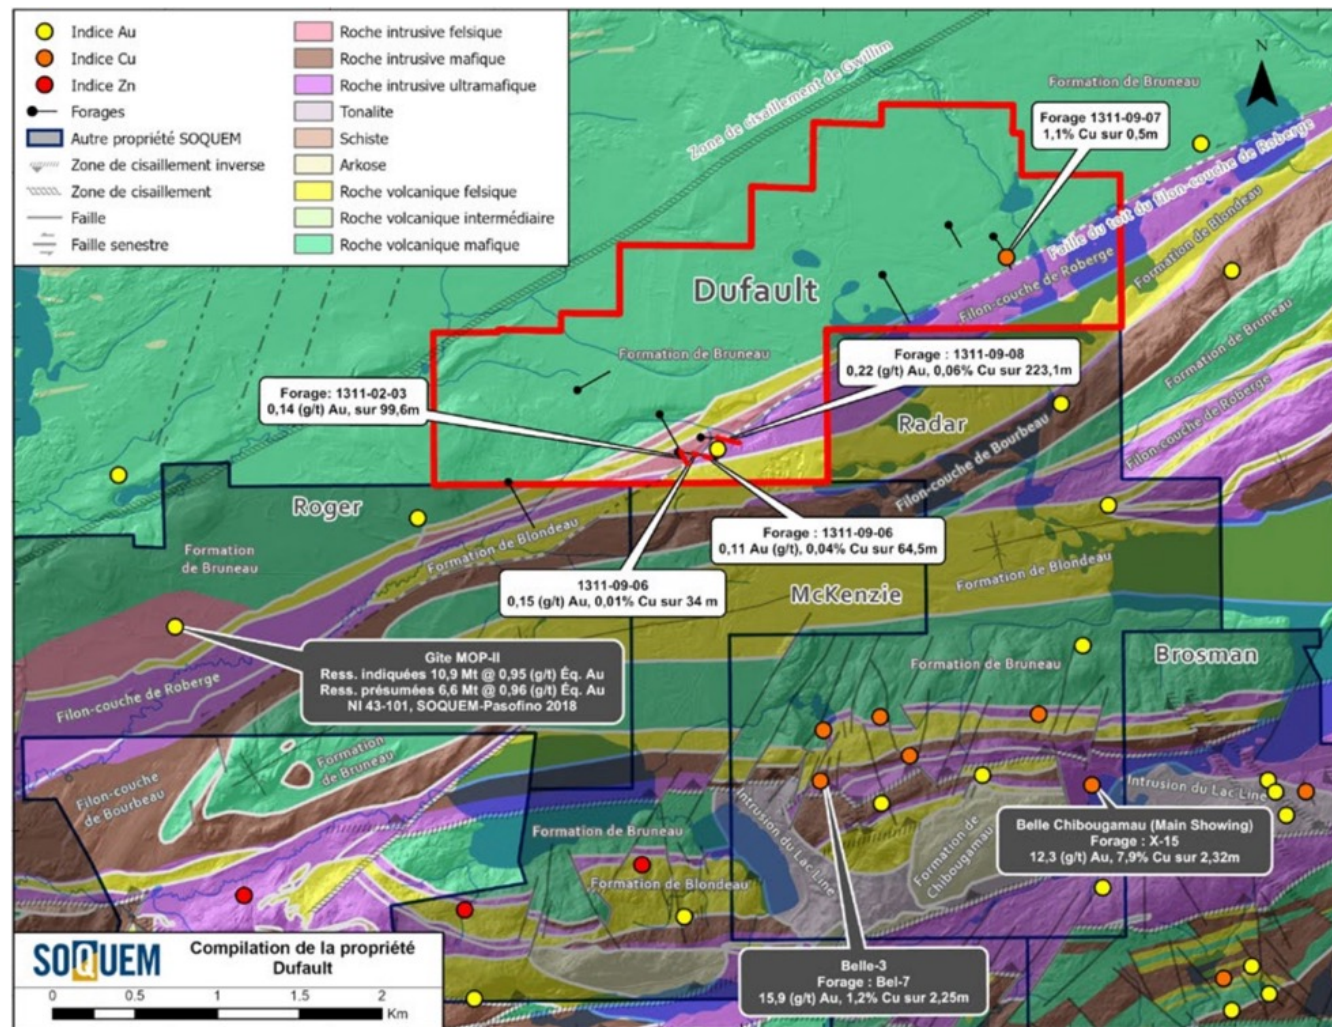 Indice Au
Indice Cu
Indice Zn
Forages
Autre propriété SOQUEM
Zone de cisaillement inverse
Zone de cisaillement
Faille
Faille senestre
Roche intrusive felsique
Roche intrusive mafique
Roche intrusive ultramafique
Tonalite
Schiste
Arkose
Roche volcanique felsique
Roche volcanique intermédiaire
Roche volcanique mafique
Zone de cisaillement de Gwillim
N
Formation de Bruneau
Forage 1311-09-07
1,1% Cu sur 0,5m
Faille du toit du filon-couche de Roberge
Filon-couche de Roberge
Formation de Blondeau
Dufault
Formation de Bruneau
Formation de Bruneau
Filon-couche de Roberge
Forage : 1311-09-08
0,22 (g/t) Au, 0,06% Cu sur 223,1m
Forage: 1311-02-03
0,14 (g/t) Au, sur 99,6m
Radar
Filon-couche de Bourbeau
Roger
Formation
de Bruneau
Formation de Blondeau
Forage : 1311-09-06
0,11 Au (g/t), 0,04% Cu sur 64,5m
1311-09-06
0,15 (g/t) Au, 0,01% Cu sur 34 m
McKenzie
Formation de Blondeau
Gîte MOP-II
Ress. indiquées 10,9 Mt @ 0,95 (g/t) Éq. Au
Ress. présumées 6,6 Mt @ 0,96 (g/t) Éq. Au
NI 43-101, SOQUEM-Pasofino 2018
Filon-couche de Roberge
Formation de Bruneau
Brosman
Formation
de Bruneau
Filon-couche
de Bourbeau
Intrusion du Lac Line
Intrusion du Lac Line
Formation de
Chibougamau
Formation de Bruneau
Formation de Blondeau
Belle Chibougamau (Main Showing)
Forage : X-15
12,3 (g/t) Au, 7,9% Cu sur 2,32m
Belle-3
Forage : Bel-7
15,9 (g/t) Au, 1,2% Cu sur 2,25m
SOQUEM
Compilation de la propriété
Dufault
0 0.5 1 1.5 2
Km